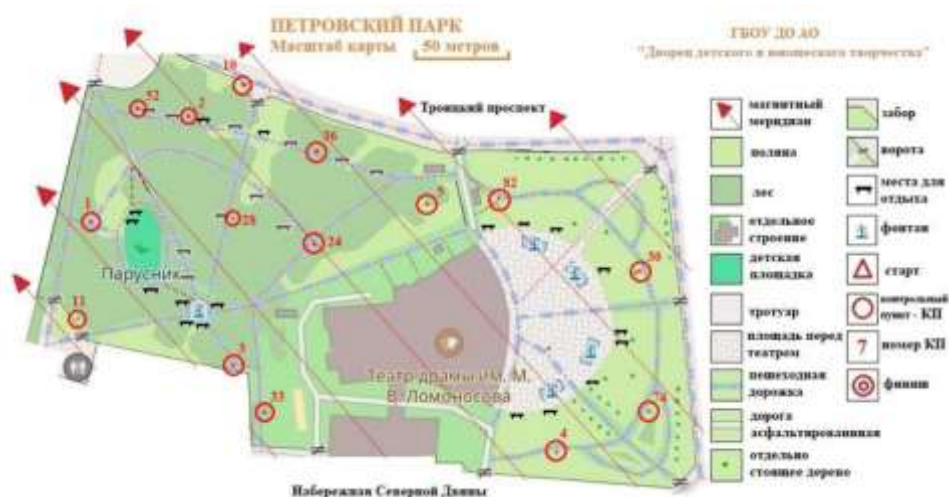 ПЕТРОВСКИЙ ПАРК
Масштаб карты 50 метров
ГБОУ ДО АО
"Дворец детского и юношеского творчества"
Троицкий проспект
10
52
2
36
9
82
1
28
24
30
Парусник
11
3
33
Театр драмы им. М.
В. Ломоносова
74
4
Набережная Северной Двины
магнитный
меридиан
поляна
лес
отдельное
строение
детская
площадка
тротуар
площадь перед
театром
пешеходная
дорожка
дорога
асфальтированная
отдельно
стоящее дерево
забор
ворота
места для
отдыха
фонтан
старт
контрольный
пункт - КП
7
номер КП
финиш